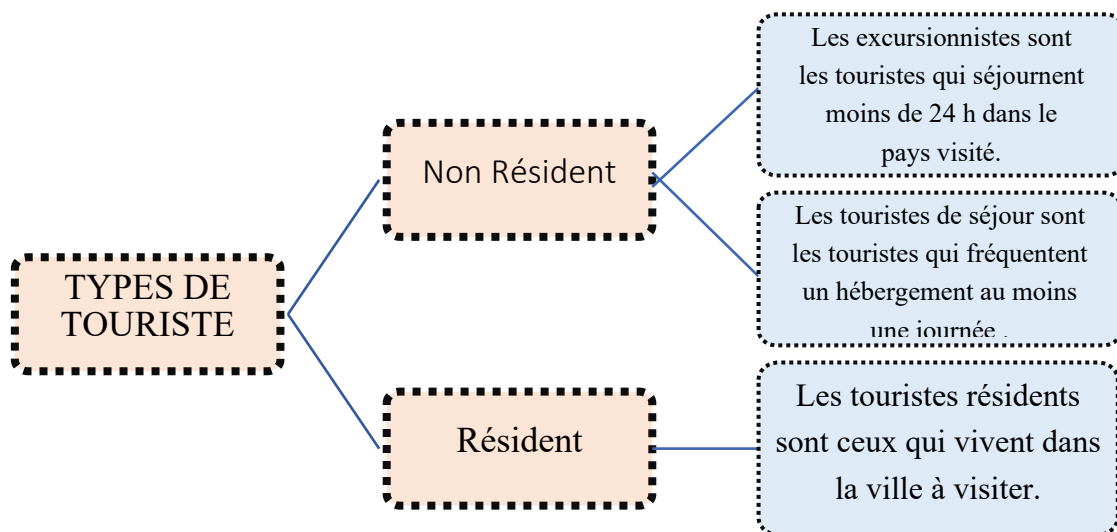 TYPES DE
TOURISTE
Non Résident
Les excursionnistes sont
les touristes qui séjournent
moins de 24 h dans le
pays visité.
Les touristes de séjour sont
les touristes qui fréquentent
un hébergement au moins
une journée .
Résident
Les touristes résidents
sont ceux qui vivent dans
la ville à visiter.